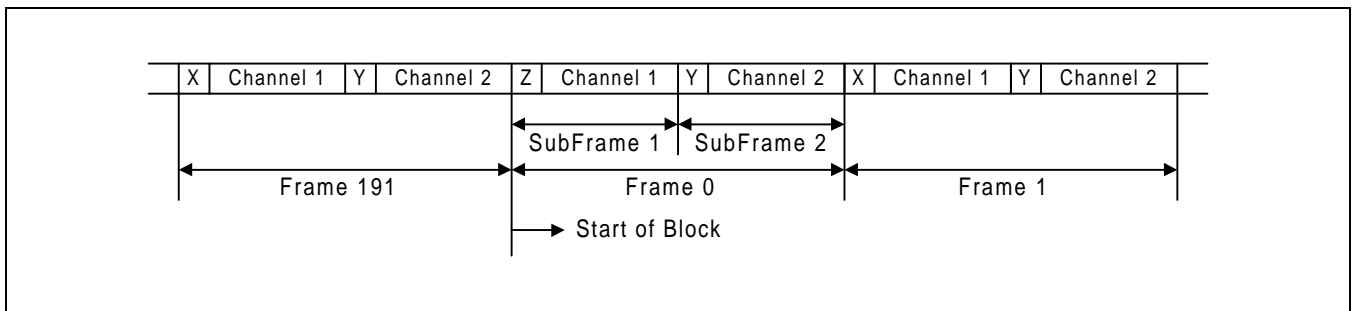 X Channel 1 Y Channel 2 Z Channel 1 Y Channel 2 X Channel 1 Y Channel 2
SubFrame 1 SubFrame 2
Frame 191 Frame 0 Frame 1
Start of Block